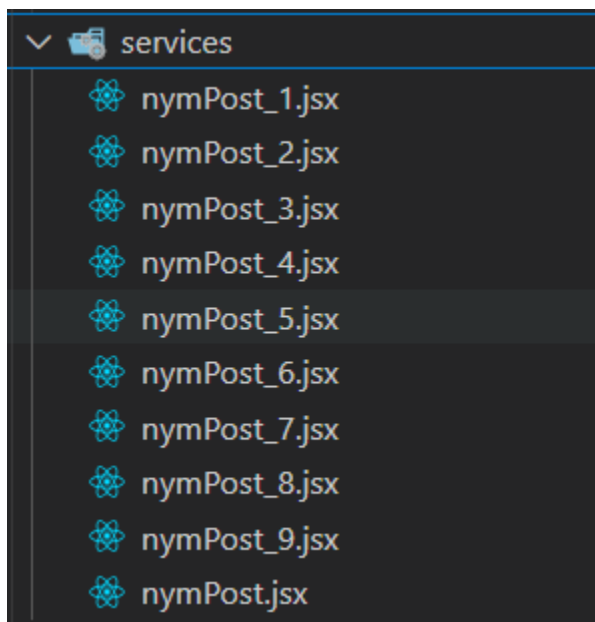 services
nymPost_1.jsx
nymPost_2.jsx
nymPost_3.jsx
nymPost_4.jsx
nymPost_5.jsx
nymPost_6.jsx
nymPost_7.jsx
nymPost_8.jsx
nymPost_9.jsx
nymPost.jsx